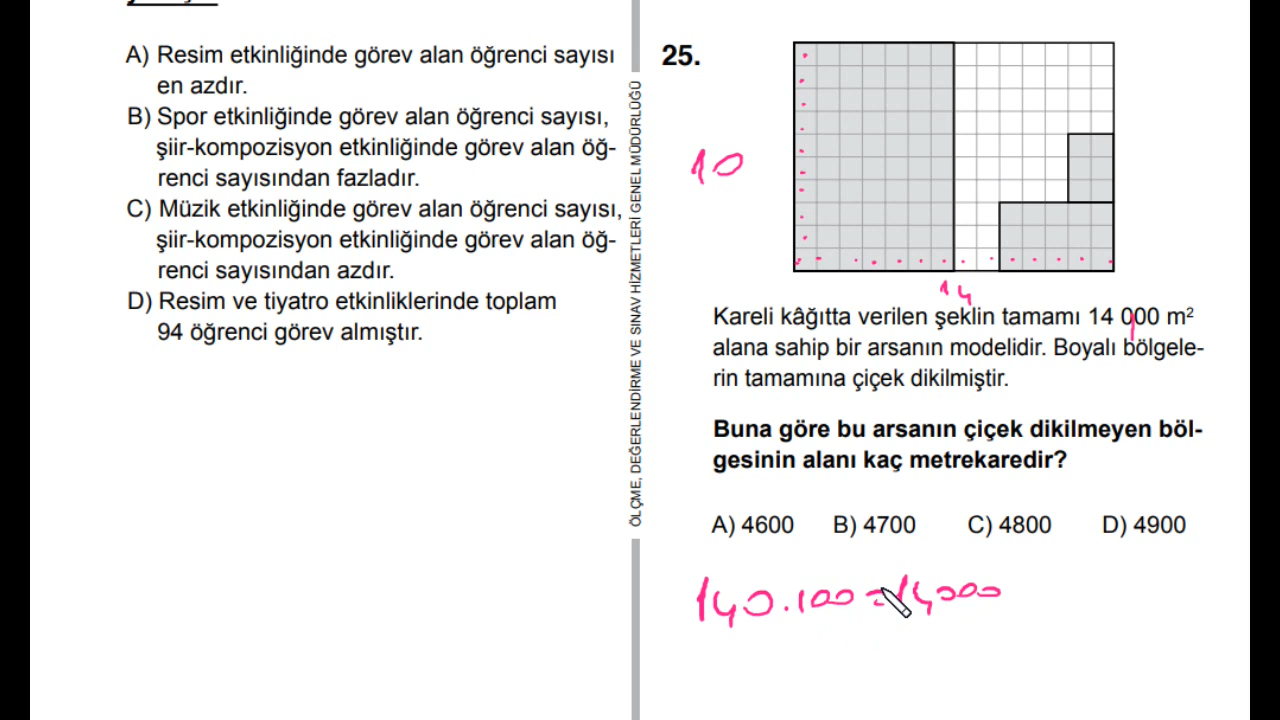 A) Resim etkinliğinde görev alan öğrenci sayısı
en azdır.
B) Spor etkinliğinde görev alan öğrenci sayısı,
şiir-kompozisyon etkinliğinde görev alan öğ-
renci sayısından fazladır.
C) Müzik etkinliğinde görev alan öğrenci sayısı,
şiir-kompozisyon etkinliğinde görev alan öğ-
renci sayısından azdır.
D) Resim ve tiyatro etkinliklerinde toplam
94 öğrenci görev almıştır.
ÖLÇME, DEĞERLENDİRME VE SINAV HİZMETLERİ GENEL MÜDÜRLÜĞÜ
25.
10
14
Kareli kâğıtta verilen şeklin tamamı 14 000 m²
alana sahip bir arsanın modelidir. Boyalı bölgele-
rin tamamına çiçek dikilmiştir.
Buna göre bu arsanın çiçek dikilmeyen böl-
gesinin alanı kaç metrekaredir?
A) 4600 B) 4700 C) 4800 D) 4900
140.100=14000